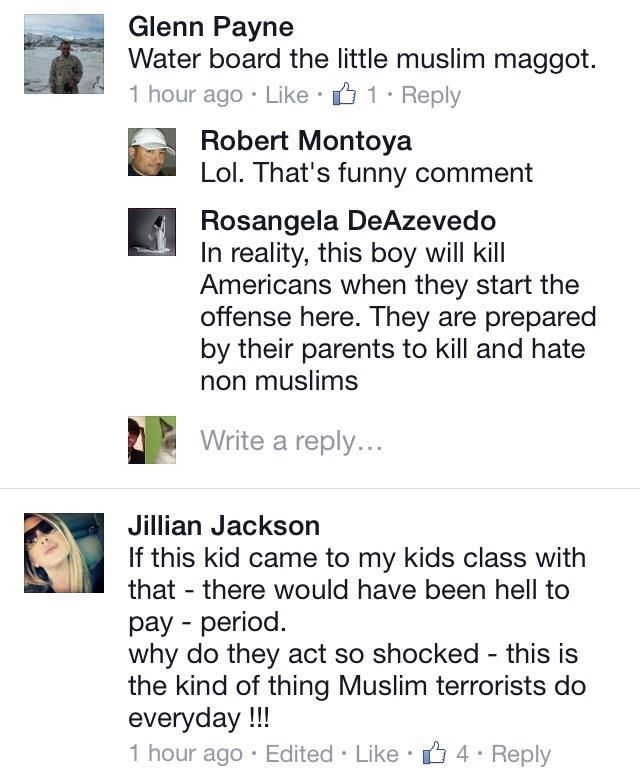 Glenn Payne
Water board the little muslim maggot.
1 hour ago · Like · 1 · Reply
Robert Montoya
Lol. That's funny comment
Rosangela DeAzevedo
In reality, this boy will kill
Americans when they start the
offense here. They are prepared
by their parents to kill and hate
non muslims
Write a reply...
Jillian Jackson
If this kid came to my kids class with
that - there would have been hell to
pay - period.
why do they act so shocked - this is
the kind of thing Muslim terrorists do
everyday !!!
1 hour ago · Edited · Like · 4 · Reply